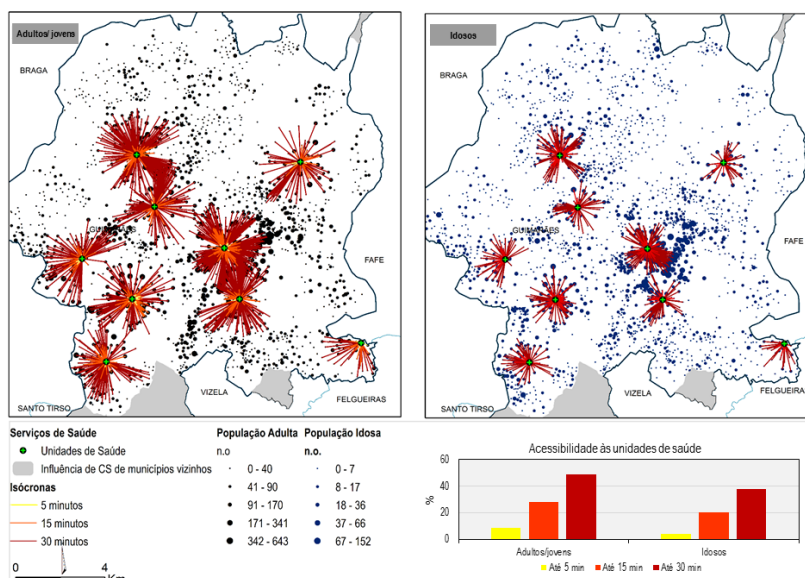 Adultos/ jovens
BRAGA
GUIMARÃES
FAFE
SANTO TIRSO
VIZELA
FELGUEIRAS
Idosos
BRAGA
GUIMARÃES
FAFE
SANTO TIRSO
VIZELA
FELGUEIRAS
Serviços de Saúde
Unidades de Saúde
Influência de CS de municípios vizinhos
Isócronas
5 minutos
15 minutos
30 minutos
0 4
Km
População Adulta
n.o
0 - 40
41 - 90
91 - 170
171 - 341
342 - 643
População Idosa
n.o.
0 - 7
8 - 17
18 - 36
37 - 66
67 - 152
Acessibilidade às unidades de saúde
%
60
40
20
0
Adultos/jovens Idosos
Até 5 min Até 15 min Até 30 min